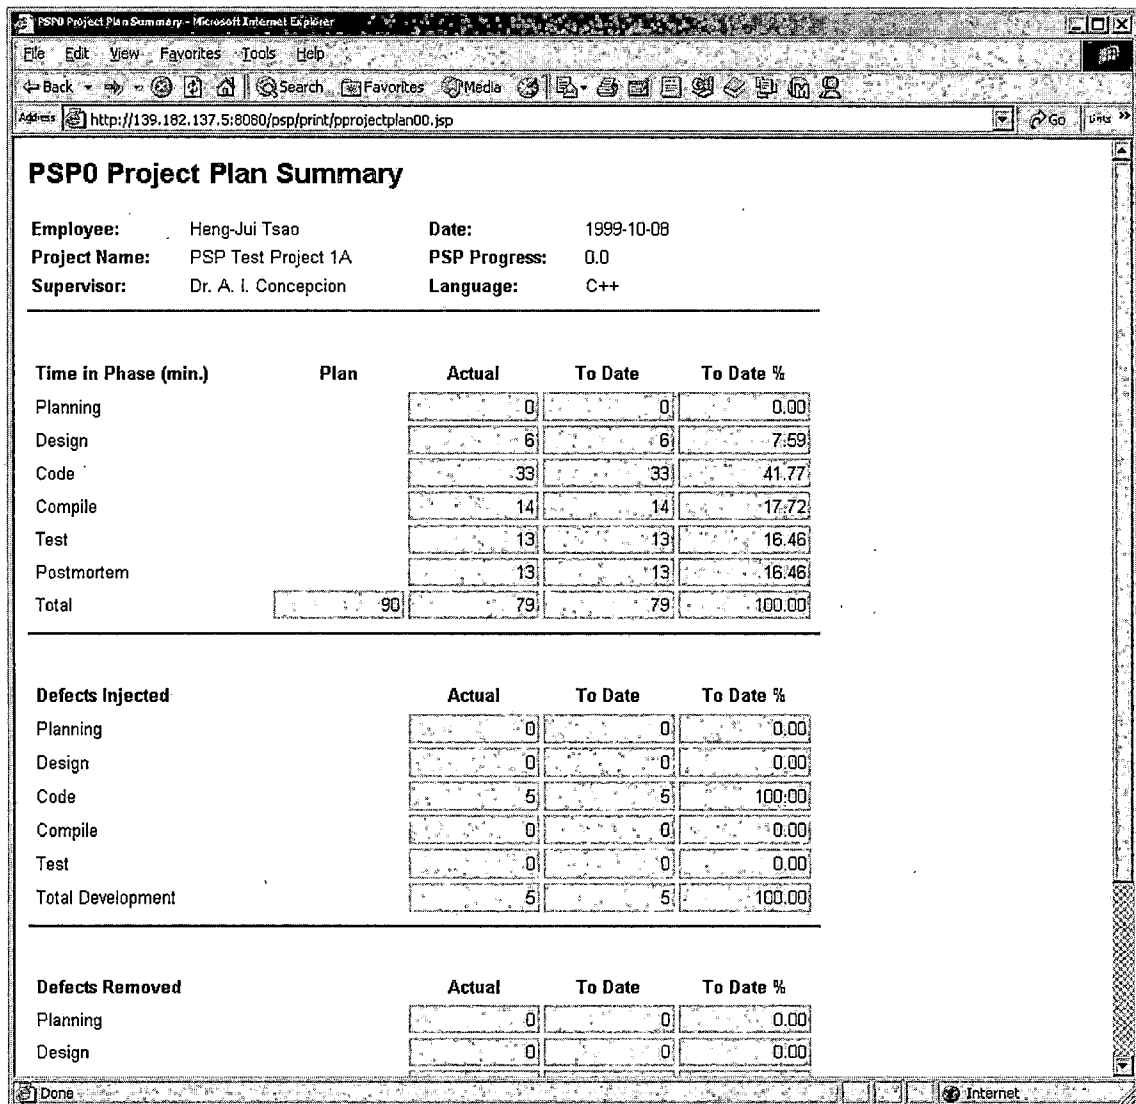 PSP0 Project Plan Summary - Microsoft Internet Explorer
File Edit View Favorites Tools Help
Back Search Favorites Media
Address http://139.182.137.5:8080/psp/print/pprojectplan00.jsp Go Links »
PSP0 Project Plan Summary
Employee: Heng-Jui Tsao Date: 1999-10-08
Project Name: PSP Test Project 1A PSP Progress: 0.0
Supervisor: Dr. A. I. Concepcion Language: C++
Time in Phase (min.) Plan Actual To Date To Date %
Planning 0 0 0.00
Design 6 6 7.59
Code 33 33 41.77
Compile 14 14 17.72
Test 13 13 16.46
Postmortem 13 13 16.46
Total 90 79 79 100.00
Defects Injected Actual To Date To Date %
Planning 0 0 0.00
Design 0 0 0.00
Code 5 5 100.00
Compile 0 0 0.00
Test 0 0 0.00
Total Development 5 5 100.00
Defects Removed Actual To Date To Date %
Planning 0 0 0.00
Design 0 0 0.00
Done Internet